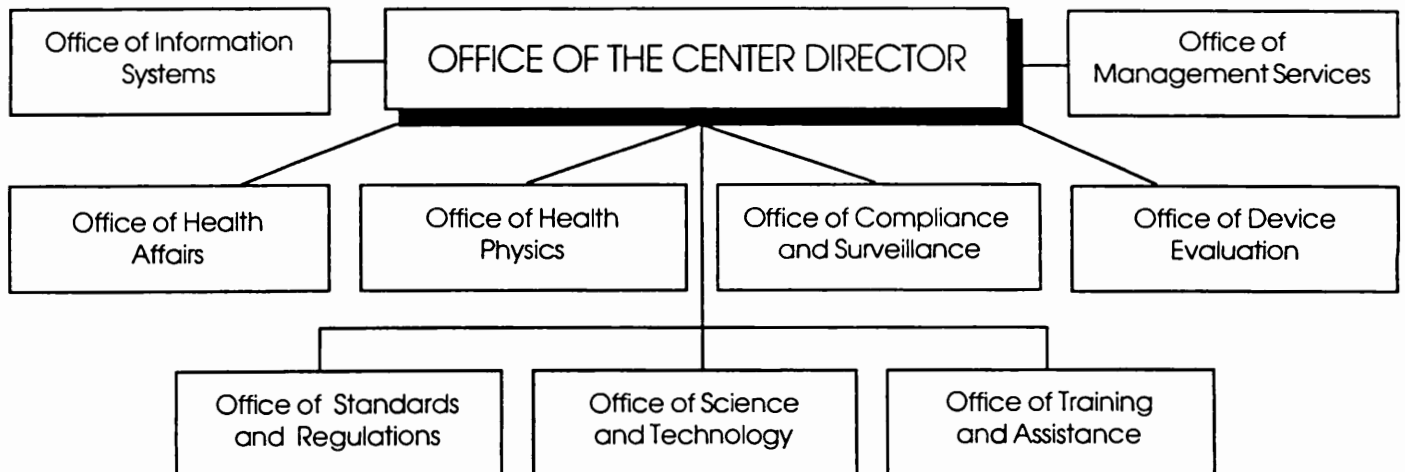 Office of Information
Systems
OFFICE OF THE CENTER DIRECTOR
Office of
Management Services
Office of Health
Affairs
Office of Health
Physics
Office of Compliance
and Surveillance
Office of Device
Evaluation
Office of Standards
and Regulations
Office of Science
and Technology
Office of Training
and Assistance